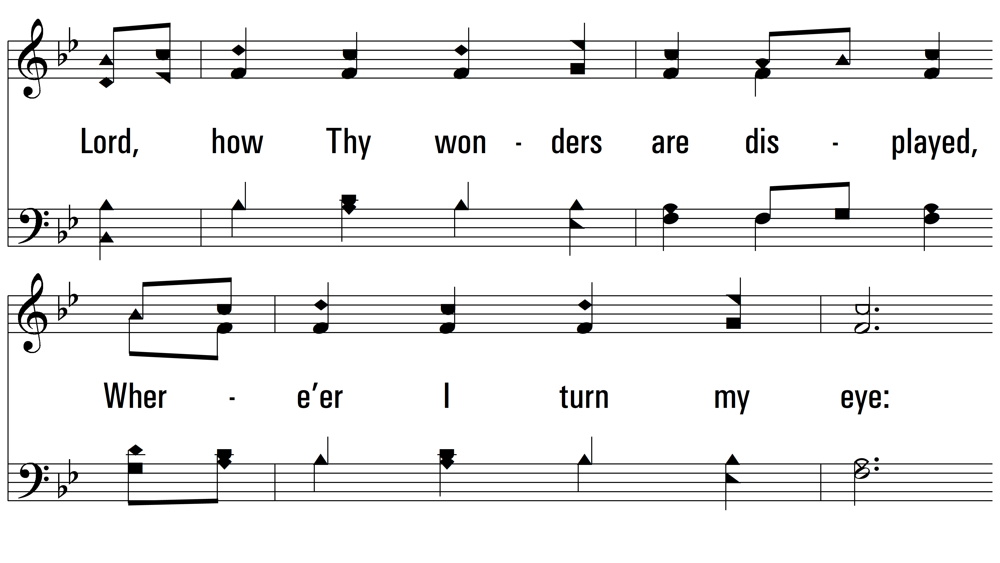 Lord, how Thy won - ders are dis - played,
Wher - e’er I turn my eye: